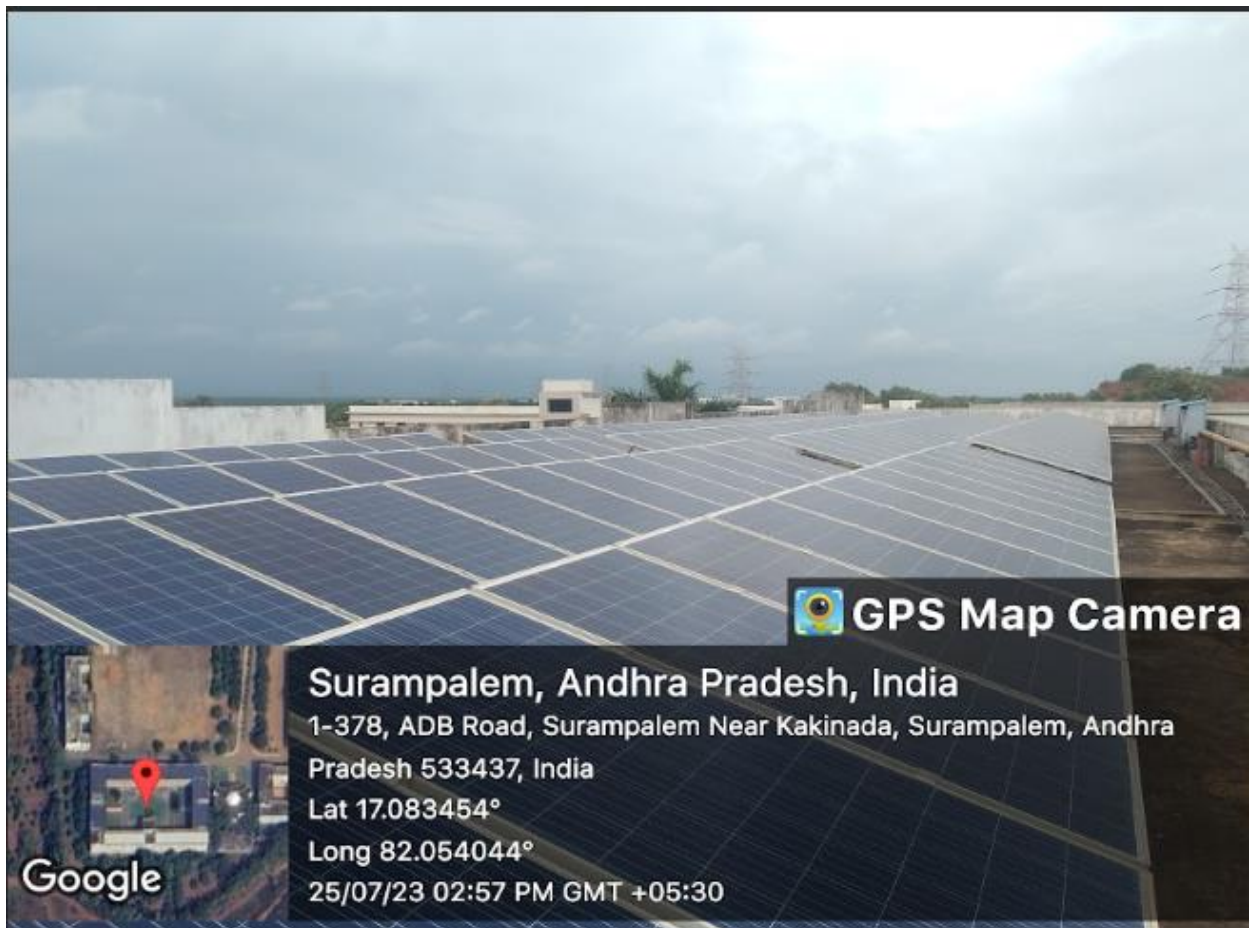 GPS Map Camera
Surampalem, Andhra Pradesh, India
1-378, ADB Road, Surampalem Near Kakinada, Surampalem, Andhra
Pradesh 533437, India
Lat 17.083454°
Long 82.054044°
25/07/23 02:57 PM GMT +05:30
Google